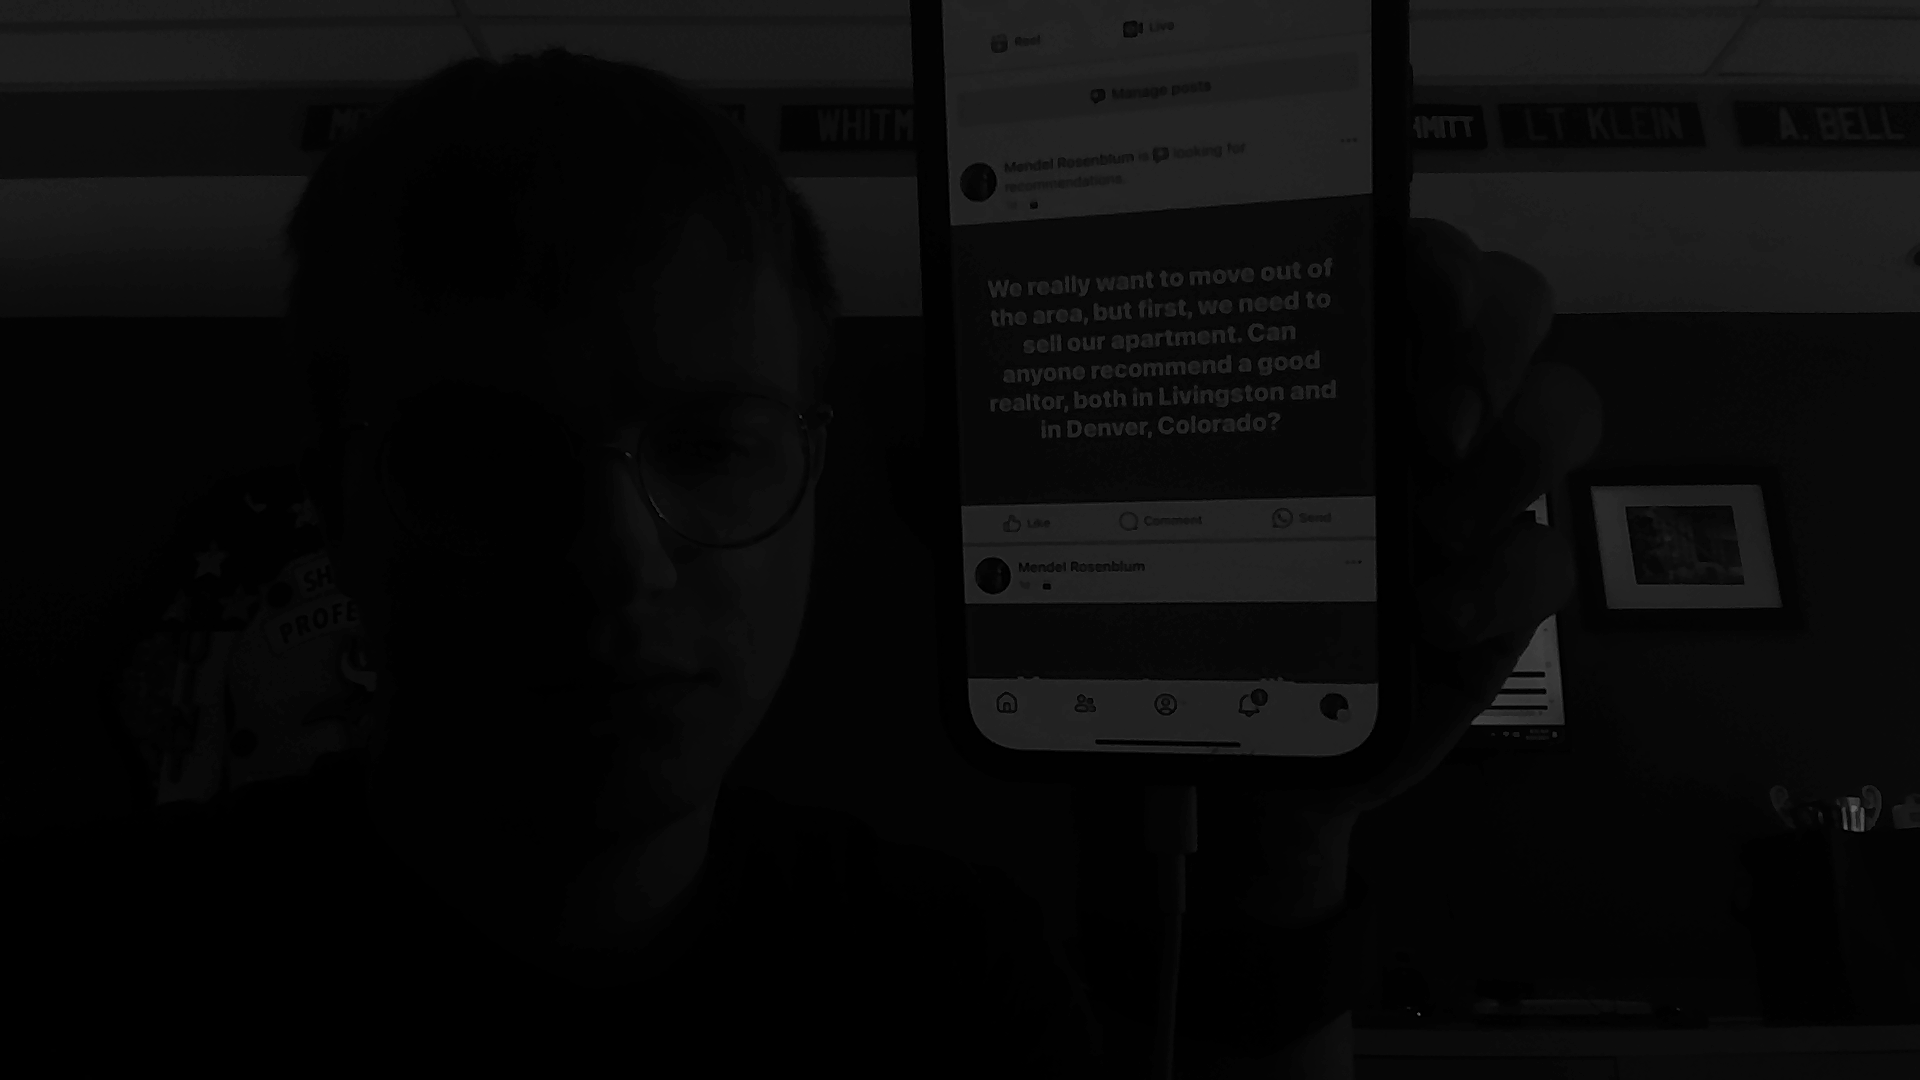 Reel
Live
Manage posts
WHITM
HMITT
LT KLEIN
A. BELL
Mendel Rosenblum is looking for
recommendations.
We really want to move out of
the area, but first, we need to
sell our apartment. Can
anyone recommend a good
realtor, both in Livingston and
in Denver, Colorado?
Like
Comment
Send
Mendel Rosenblum
SH
PROFE